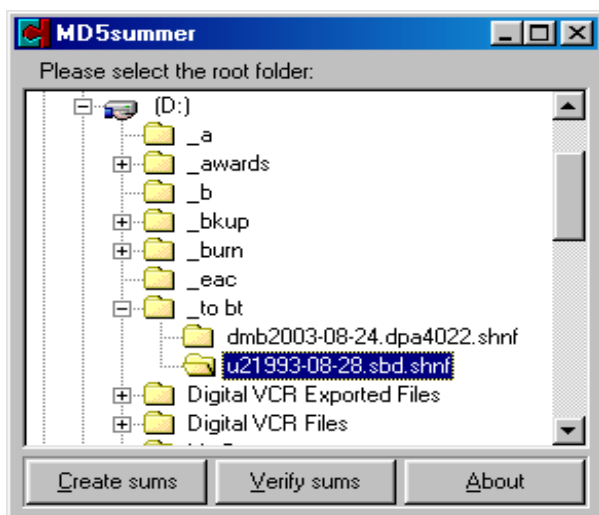 MD5summer
Please select the root folder:
(D:)
_a
_awards
_b
_bkup
_burn
_eac
_to bt
dmb2003-08-24.dpa4022.shnf
u21993-08-28.sbd.shnf
Digital VCR Exported Files
Digital VCR Files
Create sums Verify sums About